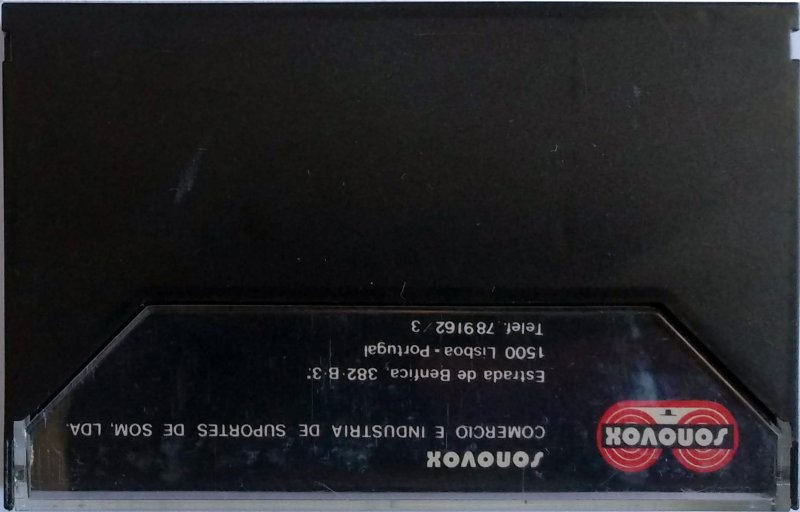 SONOVOX
SONOVOX
COMERCIO E INDUSTRIA DE SUPORTES DE SOM, LDA.
Estrada de Benfica, 382-B-3.º
1500 Lisboa - Portugal
Telef. 789162/3